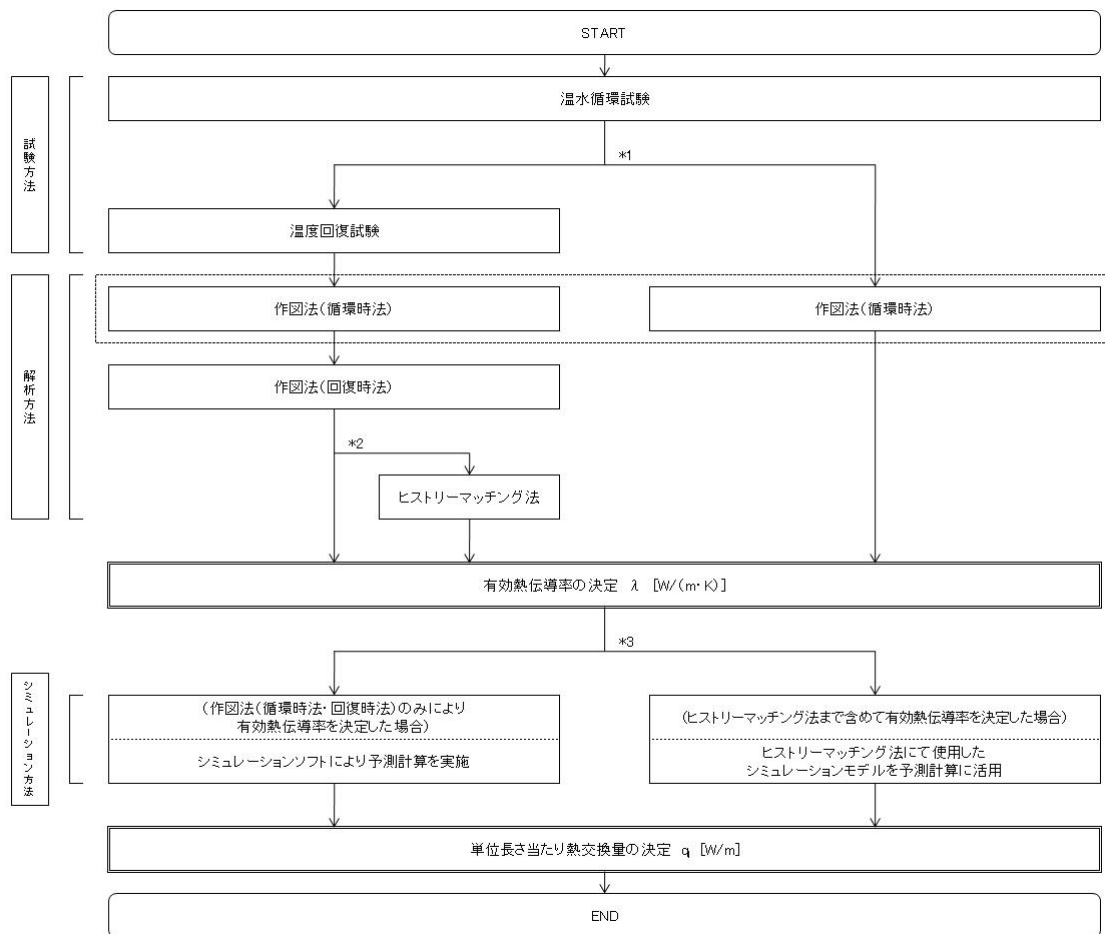 START
試験方法
温水循環試験
*1
温度回復試験
解析方法
作図法(循環時法)
作図法(循環時法)
作図法(回復時法)
*2
ヒストリーマッチング法
有効熱伝導率の決定 λ [W/(m・K)]
*3
シミュレーション方法
(作図法(循環時法・回復時法)のみにより
有効熱伝導率を決定した場合)
シミュレーションソフトにより予測計算を実施
(ヒストリーマッチング法まで含めて有効熱伝導率を決定した場合)
ヒストリーマッチング法にて使用した
シミュレーションモデルを予測計算に活用
単位長さ当たり熱交換量の決定 q [W/m]
END